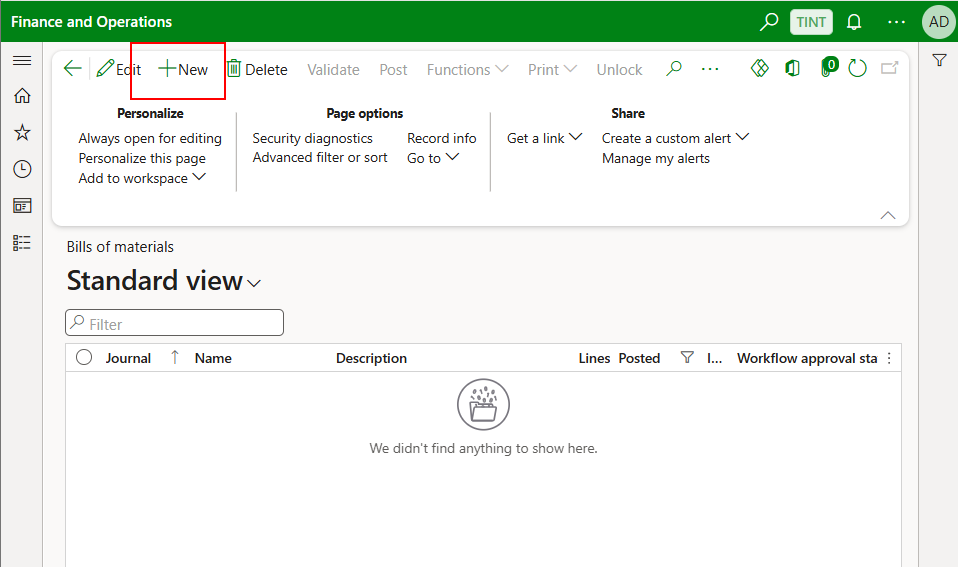 Finance and Operations TINT AD
Edit New Delete Validate Post Functions Print Unlock 0
Personalize Page options Share
Always open for editing Security diagnostics Record info Get a link Create a custom alert
Personalize this page Advanced filter or sort Go to Manage my alerts
Add to workspace
Bills of materials
Standard view
Filter
Journal Name Description Lines Posted I... Workflow approval sta
We didn't find anything to show here.